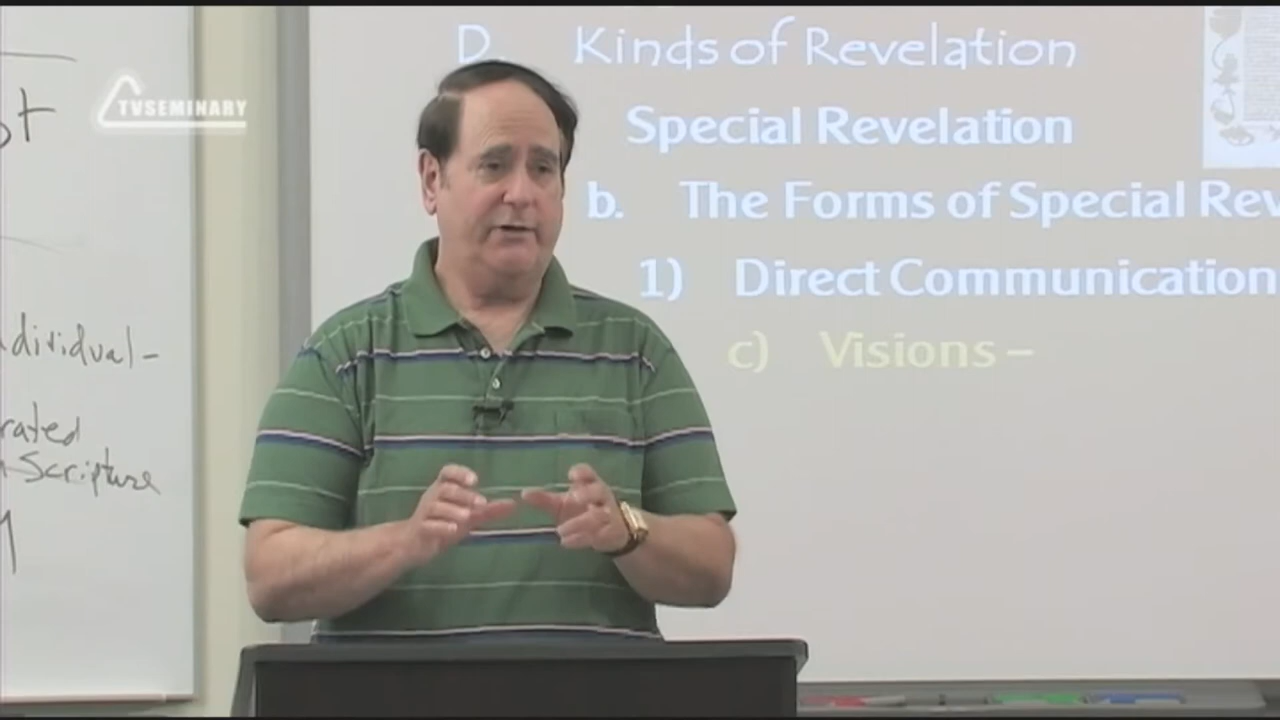 TVSEMINARY
D. Kinds of Revelation
Special Revelation
b. The Forms of Special Rev
1) Direct Communication
c) Visions –
dividual -
rated
Scripture